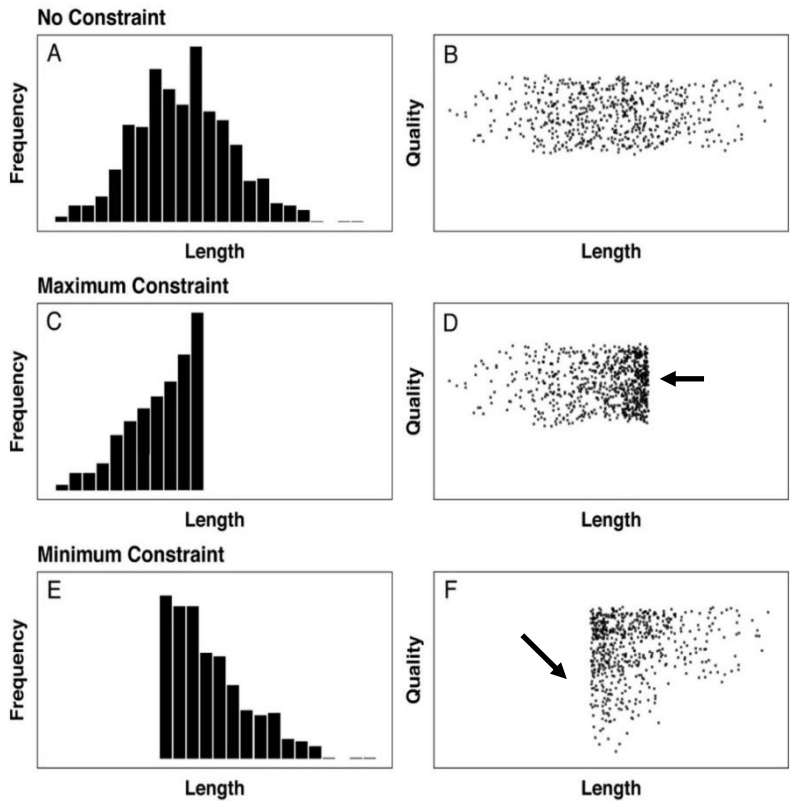 No Constraint
A
Frequency
Length
B
Quality
Length
Maximum Constraint
C
Frequency
Length
D
Quality
Length
Minimum Constraint
E
Frequency
Length
F
Quality
Length